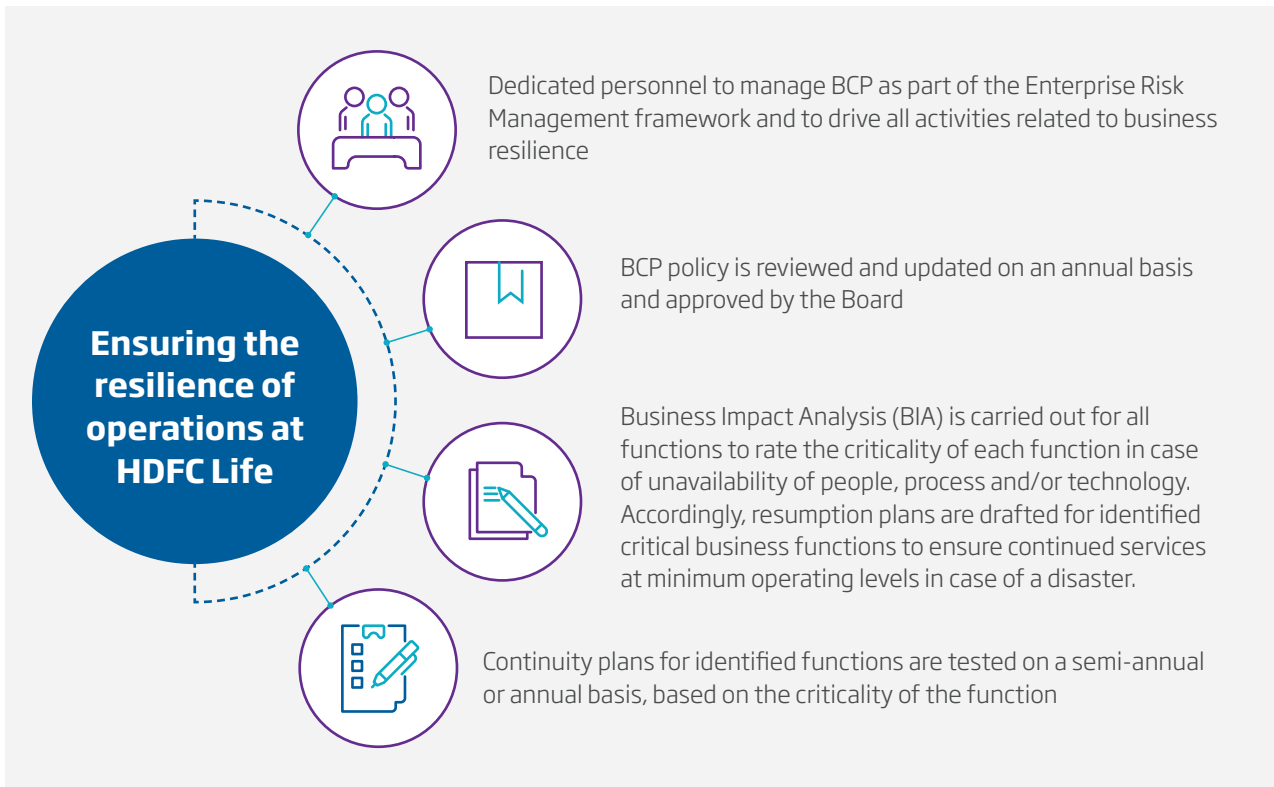 Dedicated personnel to manage BCP as part of the Enterprise Risk
Management framework and to drive all activities related to business
resilience
BCP policy is reviewed and updated on an annual basis
and approved by the Board
Ensuring the
resilience of
operations at
HDFC Life
Business Impact Analysis (BIA) is carried out for all
functions to rate the criticality of each function in case
of unavailability of people, process and/or technology.
Accordingly, resumption plans are drafted for identified
critical business functions to ensure continued services
at minimum operating levels in case of a disaster.
Continuity plans for identified functions are tested on a semi-annual
or annual basis, based on the criticality of the function